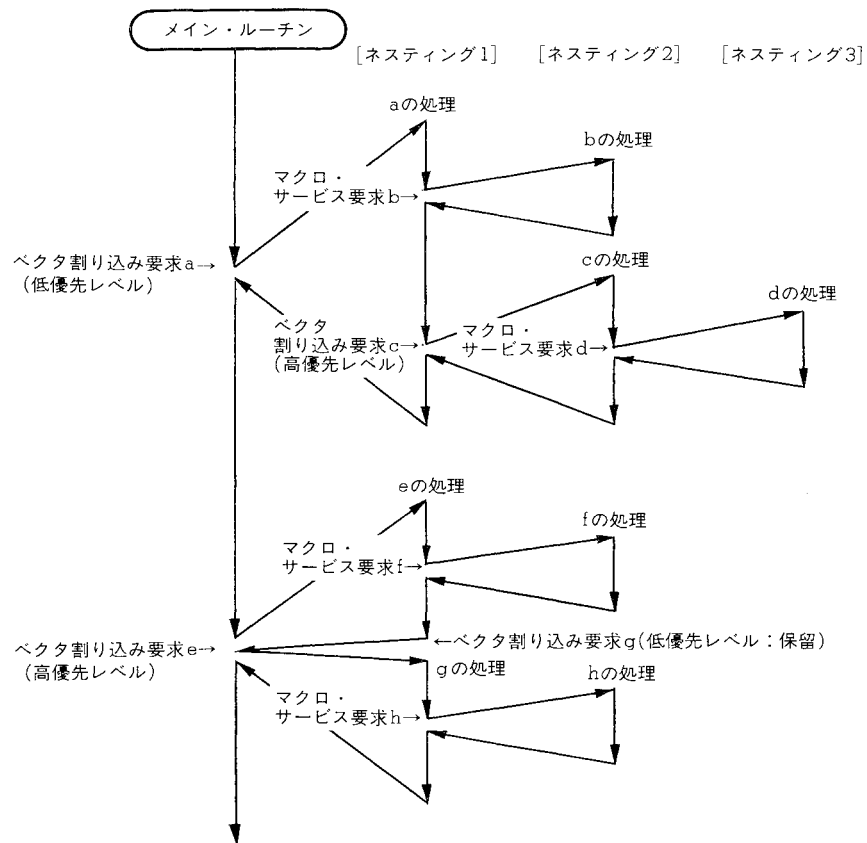 メイン・ルーチン
[ネスティング1]
[ネスティング2]
[ネスティング3]
aの処理
bの処理
マクロ・
サービス要求b→
ベクタ割り込み要求a→
(低優先レベル)
cの処理
dの処理
ベクタ
割り込み要求c→
(高優先レベル)
マクロ・
サービス要求d→
eの処理
fの処理
マクロ・
サービス要求f→
ベクタ割り込み要求e→
(高優先レベル)
←ベクタ割り込み要求g(低優先レベル:保留)
gの処理
hの処理
マクロ・
サービス要求h→